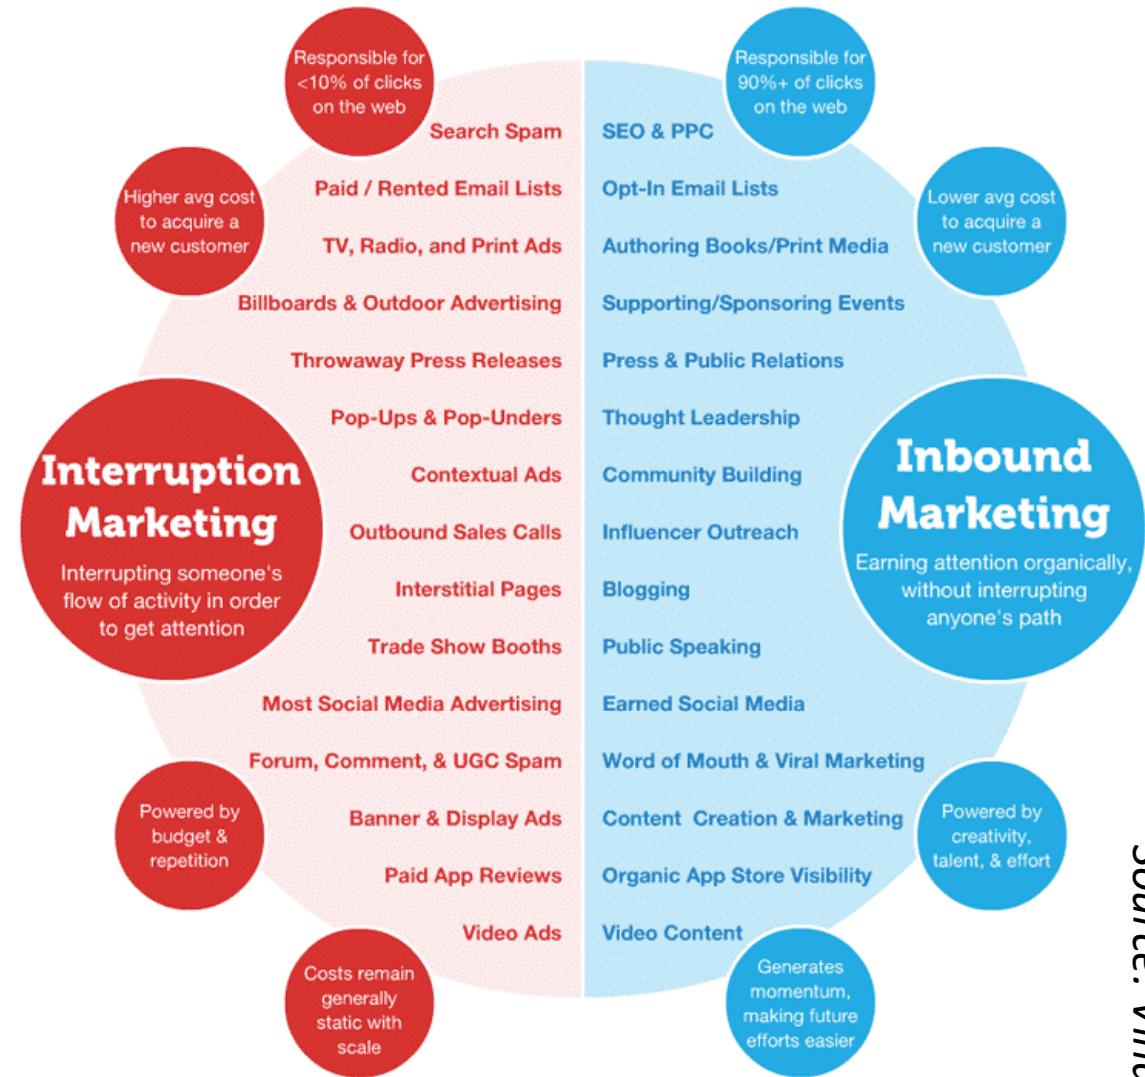 Responsible for
<10% of clicks
on the web
Responsible for
90%+ of clicks
on the web
Higher avg cost
to acquire a
new customer
Lower avg cost
to acquire a
new customer
Search Spam
SEO & PPC
Paid / Rented Email Lists
Opt-In Email Lists
TV, Radio, and Print Ads
Authoring Books/Print Media
Billboards & Outdoor Advertising
Supporting/Sponsoring Events
Throwaway Press Releases
Press & Public Relations
Pop-Ups & Pop-Unders
Thought Leadership
Contextual Ads
Community Building
Outbound Sales Calls
Influencer Outreach
Interstitial Pages
Blogging
Trade Show Booths
Public Speaking
Most Social Media Advertising
Earned Social Media
Forum, Comment, & UGC Spam
Word of Mouth & Viral Marketing
Banner & Display Ads
Content Creation & Marketing
Paid App Reviews
Organic App Store Visibility
Video Ads
Video Content
Interruption
Marketing
Interrupting someone's
flow of activity in order
to get attention
Inbound
Marketing
Earning attention organically,
without interrupting
anyone's path
Powered by
budget &
repetition
Powered by
creativity,
talent, & effort
Costs remain
generally
static with
scale
Generates
momentum,
making future
efforts easier